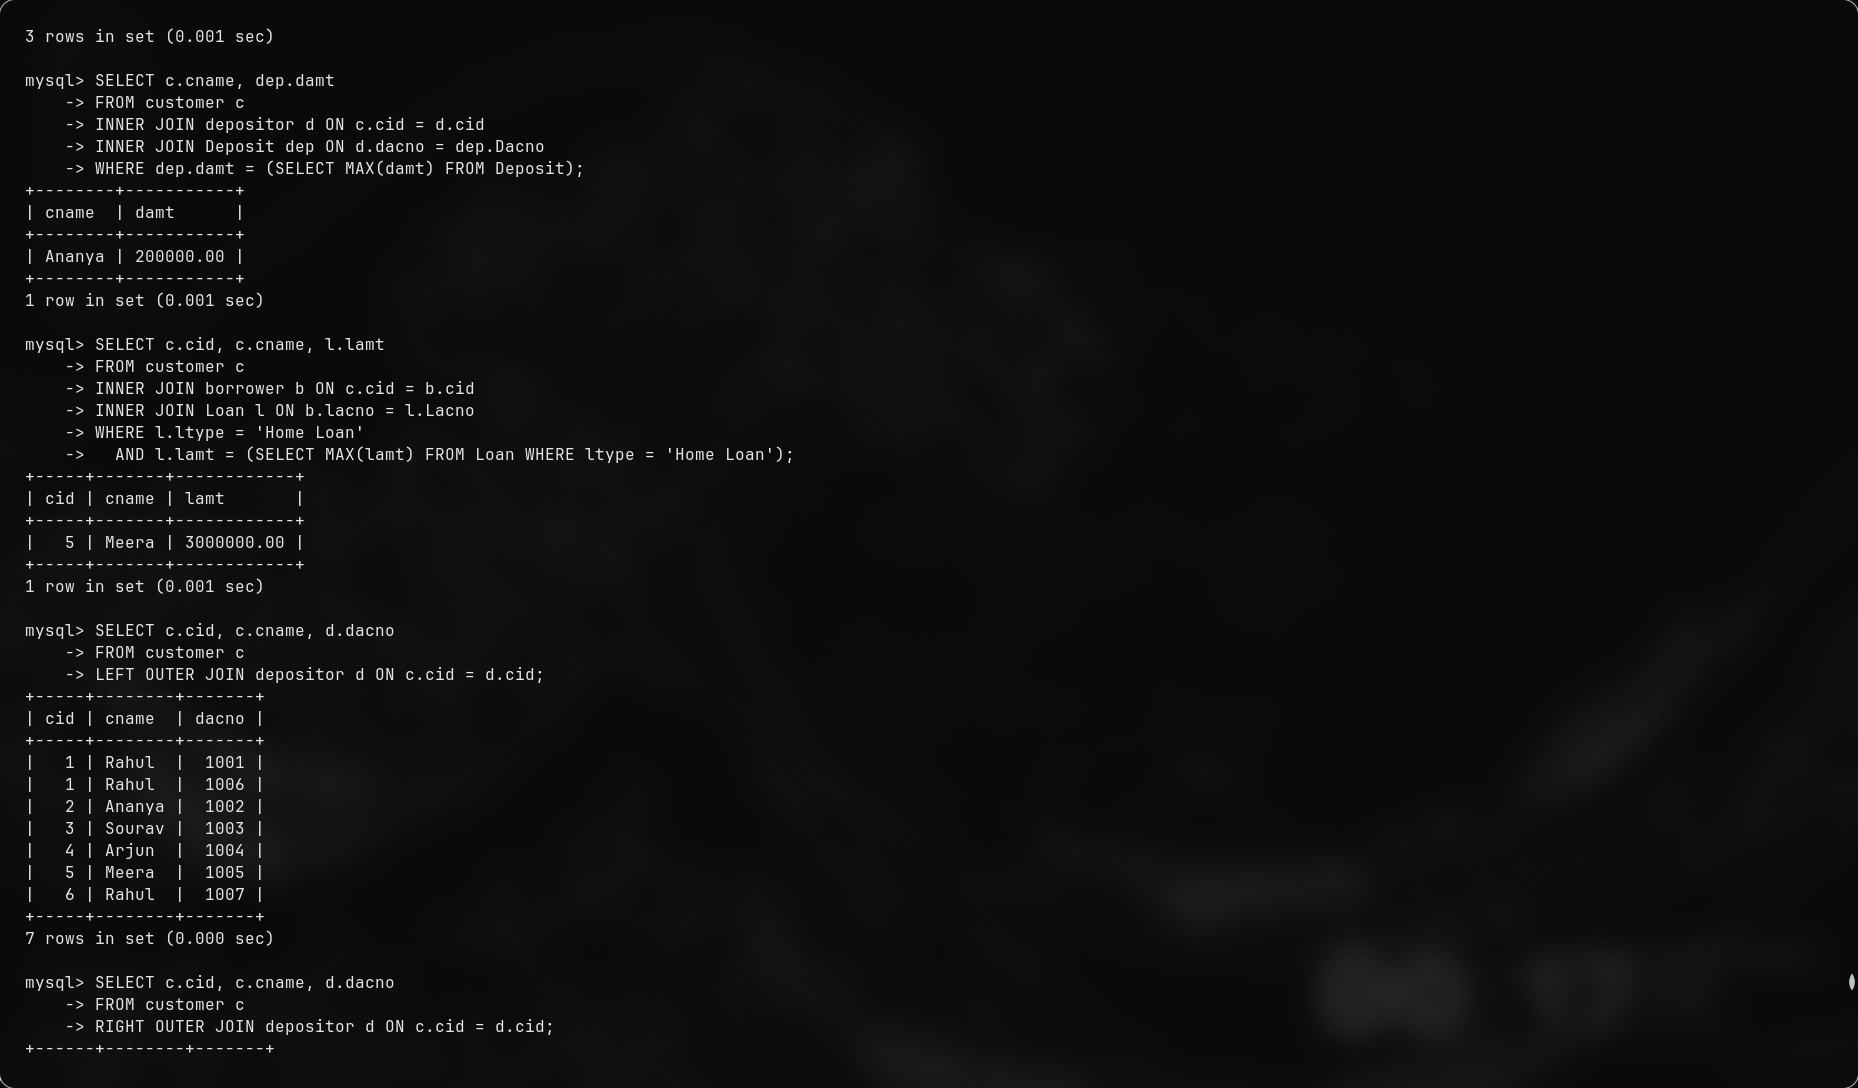 3 rows in set (0.001 sec)

mysql> SELECT c.cname, dep.damt
    -> FROM customer c
    -> INNER JOIN depositor d ON c.cid = d.cid
    -> INNER JOIN Deposit dep ON d.dacno = dep.Dacno
    -> WHERE dep.damt = (SELECT MAX(damt) FROM Deposit);
+--------+-----------+
| cname  | damt      |
+--------+-----------+
| Ananya | 200000.00 |
+--------+-----------+
1 row in set (0.001 sec)

mysql> SELECT c.cid, c.cname, l.lamt
    -> FROM customer c
    -> INNER JOIN borrower b ON c.cid = b.cid
    -> INNER JOIN Loan l ON b.lacno = l.Lacno
    -> WHERE l.ltype = 'Home Loan'
    ->   AND l.lamt = (SELECT MAX(lamt) FROM Loan WHERE ltype = 'Home Loan');
+-----+-------+------------+
| cid | cname | lamt       |
+-----+-------+------------+
|   5 | Meera | 3000000.00 |
+-----+-------+------------+
1 row in set (0.001 sec)

mysql> SELECT c.cid, c.cname, d.dacno
    -> FROM customer c
    -> LEFT OUTER JOIN depositor d ON c.cid = d.cid;
+-----+--------+-------+
| cid | cname  | dacno |
+-----+--------+-------+
|   1 | Rahul  |  1001 |
|   1 | Rahul  |  1006 |
|   2 | Ananya |  1002 |
|   3 | Sourav |  1003 |
|   4 | Arjun  |  1004 |
|   5 | Meera  |  1005 |
|   6 | Rahul  |  1007 |
+-----+--------+-------+
7 rows in set (0.000 sec)

mysql> SELECT c.cid, c.cname, d.dacno
    -> FROM customer c
    -> RIGHT OUTER JOIN depositor d ON c.cid = d.cid;
+------+--------+-------+